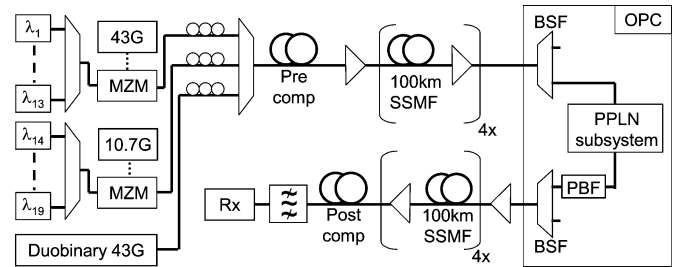 λ1
43G
MZM
λ13
λ14
10.7G
MZM
λ19
Duobinary 43G
Pre
comp
100km
SSMF
4x
BSF
OPC
PPLN
subsystem
PBF
BSF
Rx
Post
comp
100km
SSMF
4x